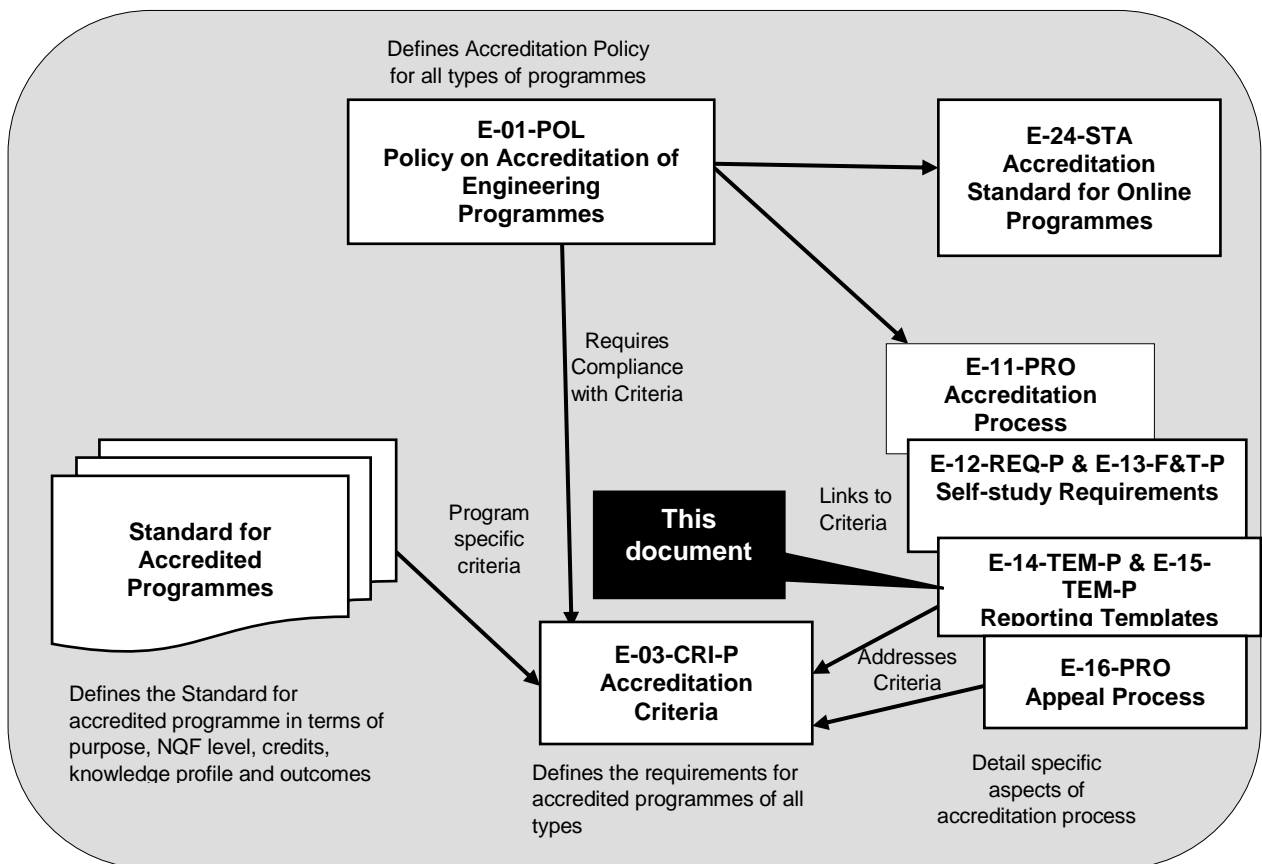 Defines Accreditation Policy
for all types of programmes
E-01-POL
Policy on Accreditation of
Engineering
Programmes
E-24-STA
Accreditation
Standard for Online
Programmes
Requires
Compliance
with Criteria
E-11-PRO
Accreditation
Process
E-12-REQ-P & E-13-F&T-P
Self-study Requirements
Links to
Criteria
This
document
Program
specific
criteria
Standard for
Accredited
Programmes
E-14-TEM-P & E-15-
TEM-P
Reporting Templates
E-03-CRI-P
Accreditation
Criteria
Addresses
Criteria
E-16-PRO
Appeal Process
Defines the Standard for
accredited programme in terms of
purpose, NQF level, credits,
knowledge profile and outcomes
Defines the requirements for
accredited programmes of all
types
Detail specific
aspects of
accreditation process